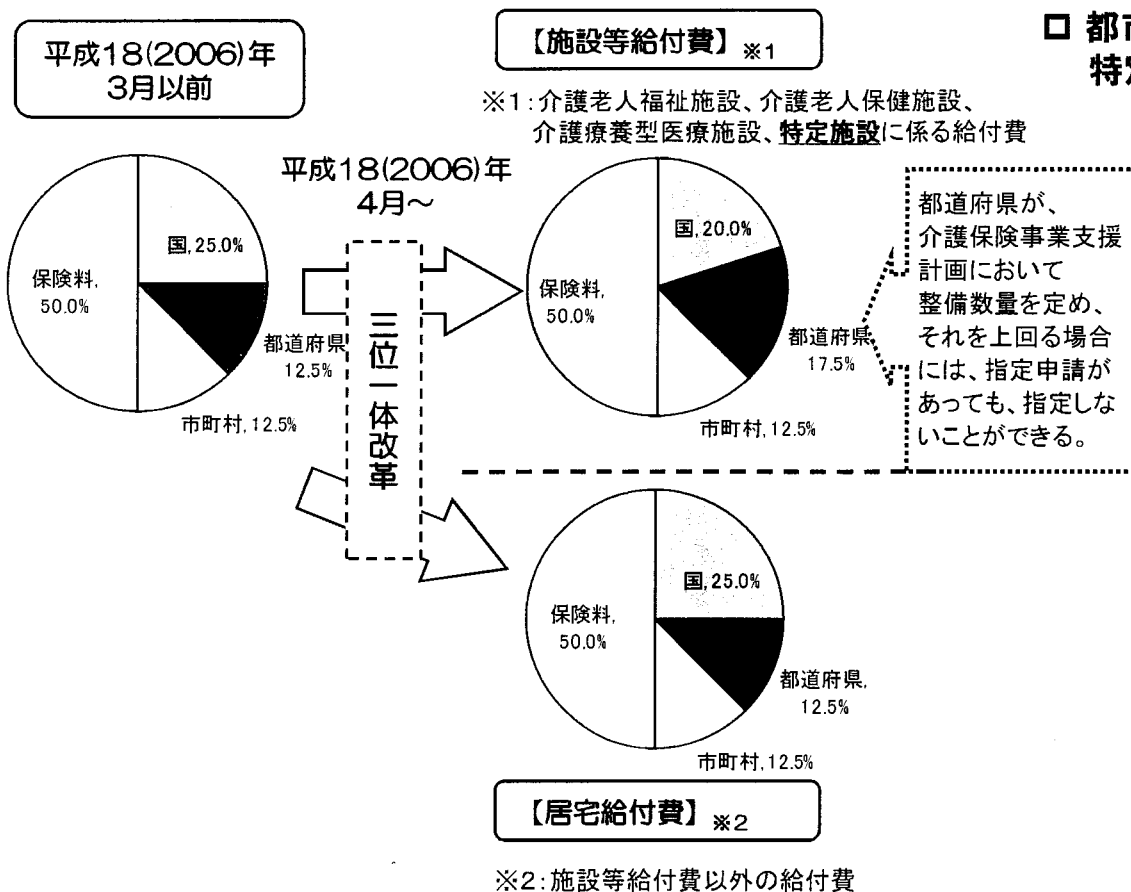 平成18(2006)年
3月以前
【施設等給付費】 ※1
□ 都
特
※1:介護老人福祉施設、介護老人保健施設、
介護療養型医療施設、特定施設に係る給付費
平成18(2006)年
4月～
国, 25.0%
保険料,
50.0%
都道府県
12.5%
市町村, 12.5%
三位一体改革
国, 20.0%
保険料,
50.0%
都道府県
17.5%
市町村, 12.5%
都道府県が、
介護保険事業支援
計画において
整備数量を定め、
それを上回る場合
には、指定申請が
あっても、指定しな
いことができる。
国, 25.0%
保険料,
50.0%
都道府県,
12.5%
市町村, 12.5%
【居宅給付費】 ※2
※2:施設等給付費以外の給付費